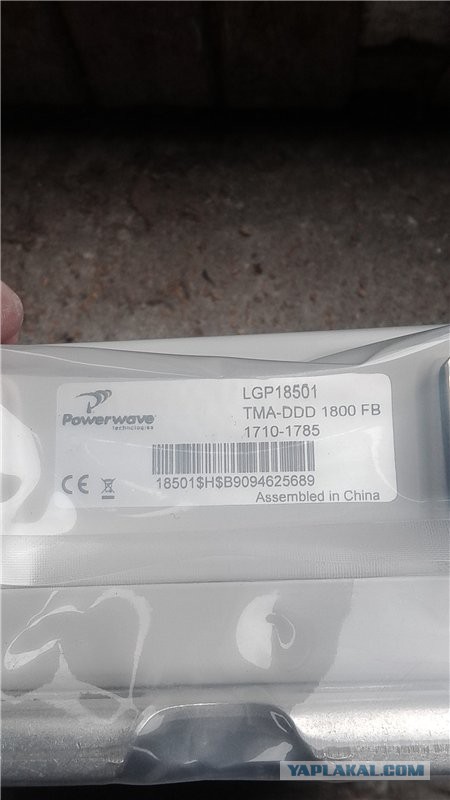 LGP18501
Powerwave
technologies
TMA-DDD 1800 FB
1710-1785
18501$H$B9094625689
CE
Assembled in China
YAPLAKAL.COM